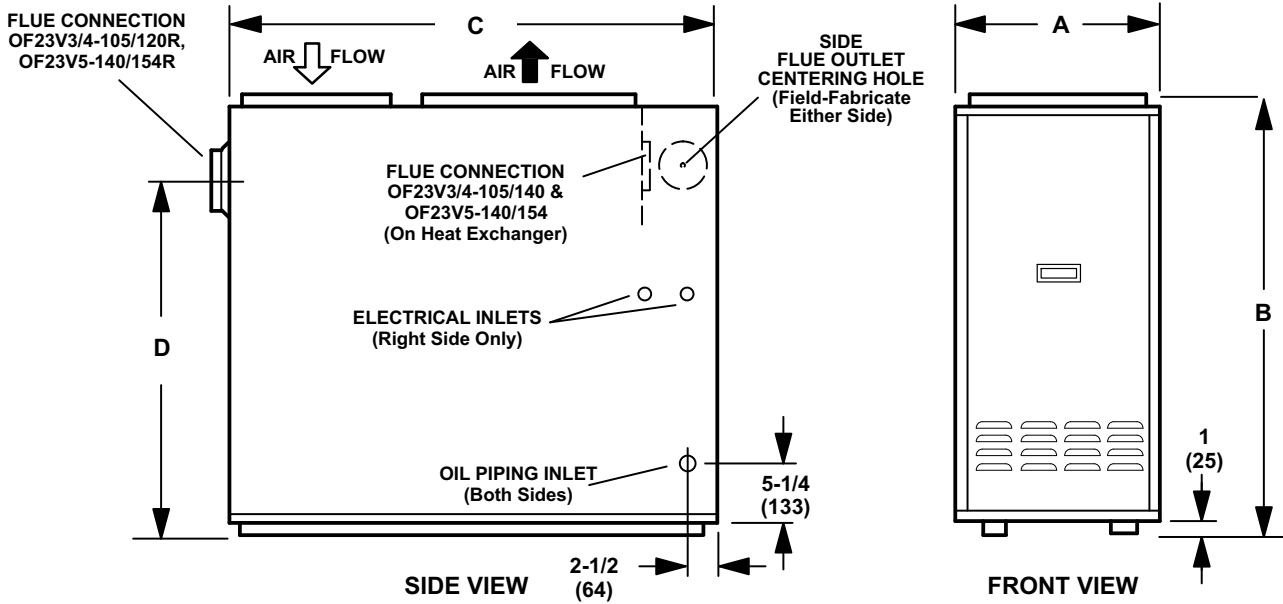 FLUE CONNECTION
OF23V3/4-105/120R,
OF23V5-140/154R
C
AIR FLOW
AIR FLOW
SIDE
FLUE OUTLET
CENTERING HOLE
(Field-Fabricate
Either Side)
A
FLUE CONNECTION
OF23V3/4-105/140 &
OF23V5-140/154
(On Heat Exchanger)
ELECTRICAL INLETS
(Right Side Only)
D
B
OIL PIPING INLET
(Both Sides)
5-1/4
(133)
1
(25)
2-1/2
(64)
SIDE VIEW
FRONT VIEW